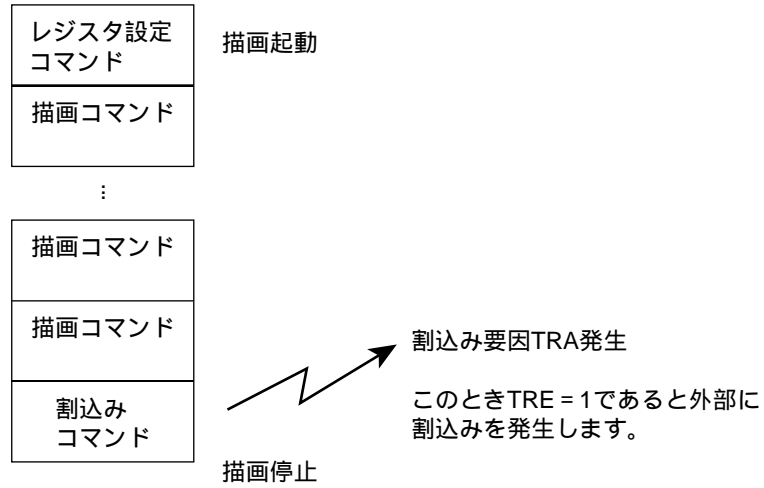 レジスタ設定
コマンド
描画起動
描画コマンド
⋮
描画コマンド
描画コマンド
割込み要因TRA発生
このときTRE = 1であると外部に
割込みを発生します。
割込み
コマンド
描画停止